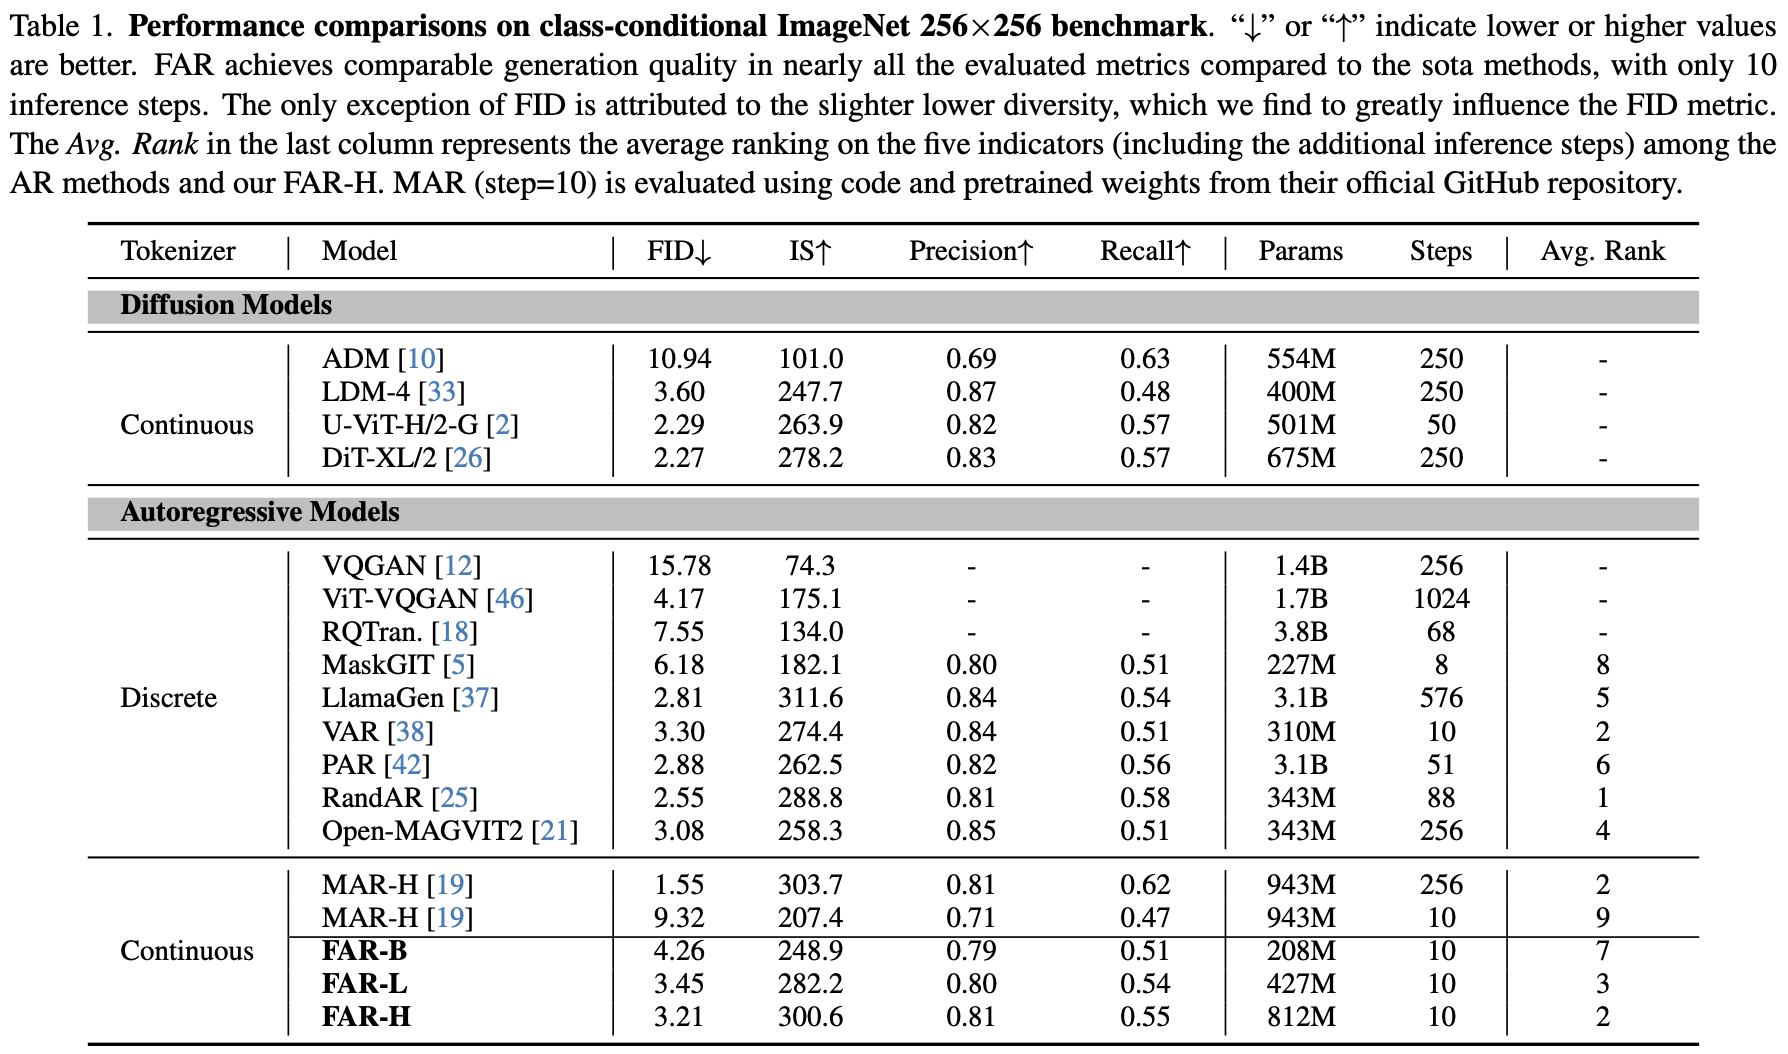 Table 1. Performance comparisons on class-conditional ImageNet 256×256 benchmark. “↓” or “↑” indicate lower or higher values
are better. FAR achieves comparable generation quality in nearly all the evaluated metrics compared to the sota methods, with only 10
inference steps. The only exception of FID is attributed to the slighter lower diversity, which we find to greatly influence the FID metric.
The Avg. Rank in the last column represents the average ranking on the five indicators (including the additional inference steps) among the
AR methods and our FAR-H. MAR (step=10) is evaluated using code and pretrained weights from their official GitHub repository.
Tokenizer Model FID↓ IS↑ Precision↑ Recall↑ Params Steps Avg. Rank
Diffusion Models
ADM [10] 10.94 101.0 0.69 0.63 554M 250 -
LDM-4 [33] 3.60 247.7 0.87 0.48 400M 250 -
Continuous U-ViT-H/2-G [2] 2.29 263.9 0.82 0.57 501M 50 -
DiT-XL/2 [26] 2.27 278.2 0.83 0.57 675M 250 -
Autoregressive Models
VQGAN [12] 15.78 74.3 - - 1.4B 256 -
ViT-VQGAN [46] 4.17 175.1 - - 1.7B 1024 -
RQTran. [18] 7.55 134.0 - - 3.8B 68 -
MaskGIT [5] 6.18 182.1 0.80 0.51 227M 8 8
Discrete LlamaGen [37] 2.81 311.6 0.84 0.54 3.1B 576 5
VAR [38] 3.30 274.4 0.84 0.51 310M 10 2
PAR [42] 2.88 262.5 0.82 0.56 3.1B 51 6
RandAR [25] 2.55 288.8 0.81 0.58 343M 88 1
Open-MAGVIT2 [21] 3.08 258.3 0.85 0.51 343M 256 4
MAR-H [19] 1.55 303.7 0.81 0.62 943M 256 2
MAR-H [19] 9.32 207.4 0.71 0.47 943M 10 9
Continuous FAR-B 4.26 248.9 0.79 0.51 208M 10 7
FAR-L 3.45 282.2 0.80 0.54 427M 10 3
FAR-H 3.21 300.6 0.81 0.55 812M 10 2